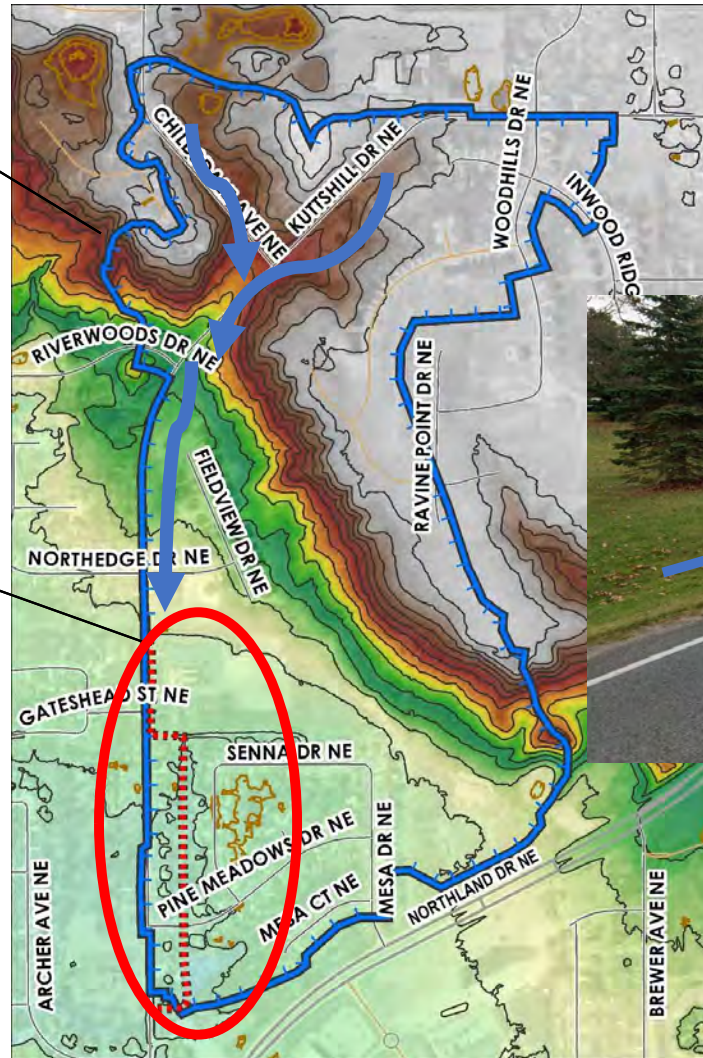 AVE NE
KUTTSHILL DR NE
WOODHILLS DR NE
INWOOD RIDG
RIVERWOODS DR NE
RAVINE POINT DR NE
FIELDVIEW DR NE
NORTHEDGE DR NE
GATESHEAD ST NE
SENNA DR NE
PINE MEADOWS DR NE
MESA DR NE
MESA CT NE
NORTHLAND DR NE
ARCHER AVE NE
BREWER AVE NE